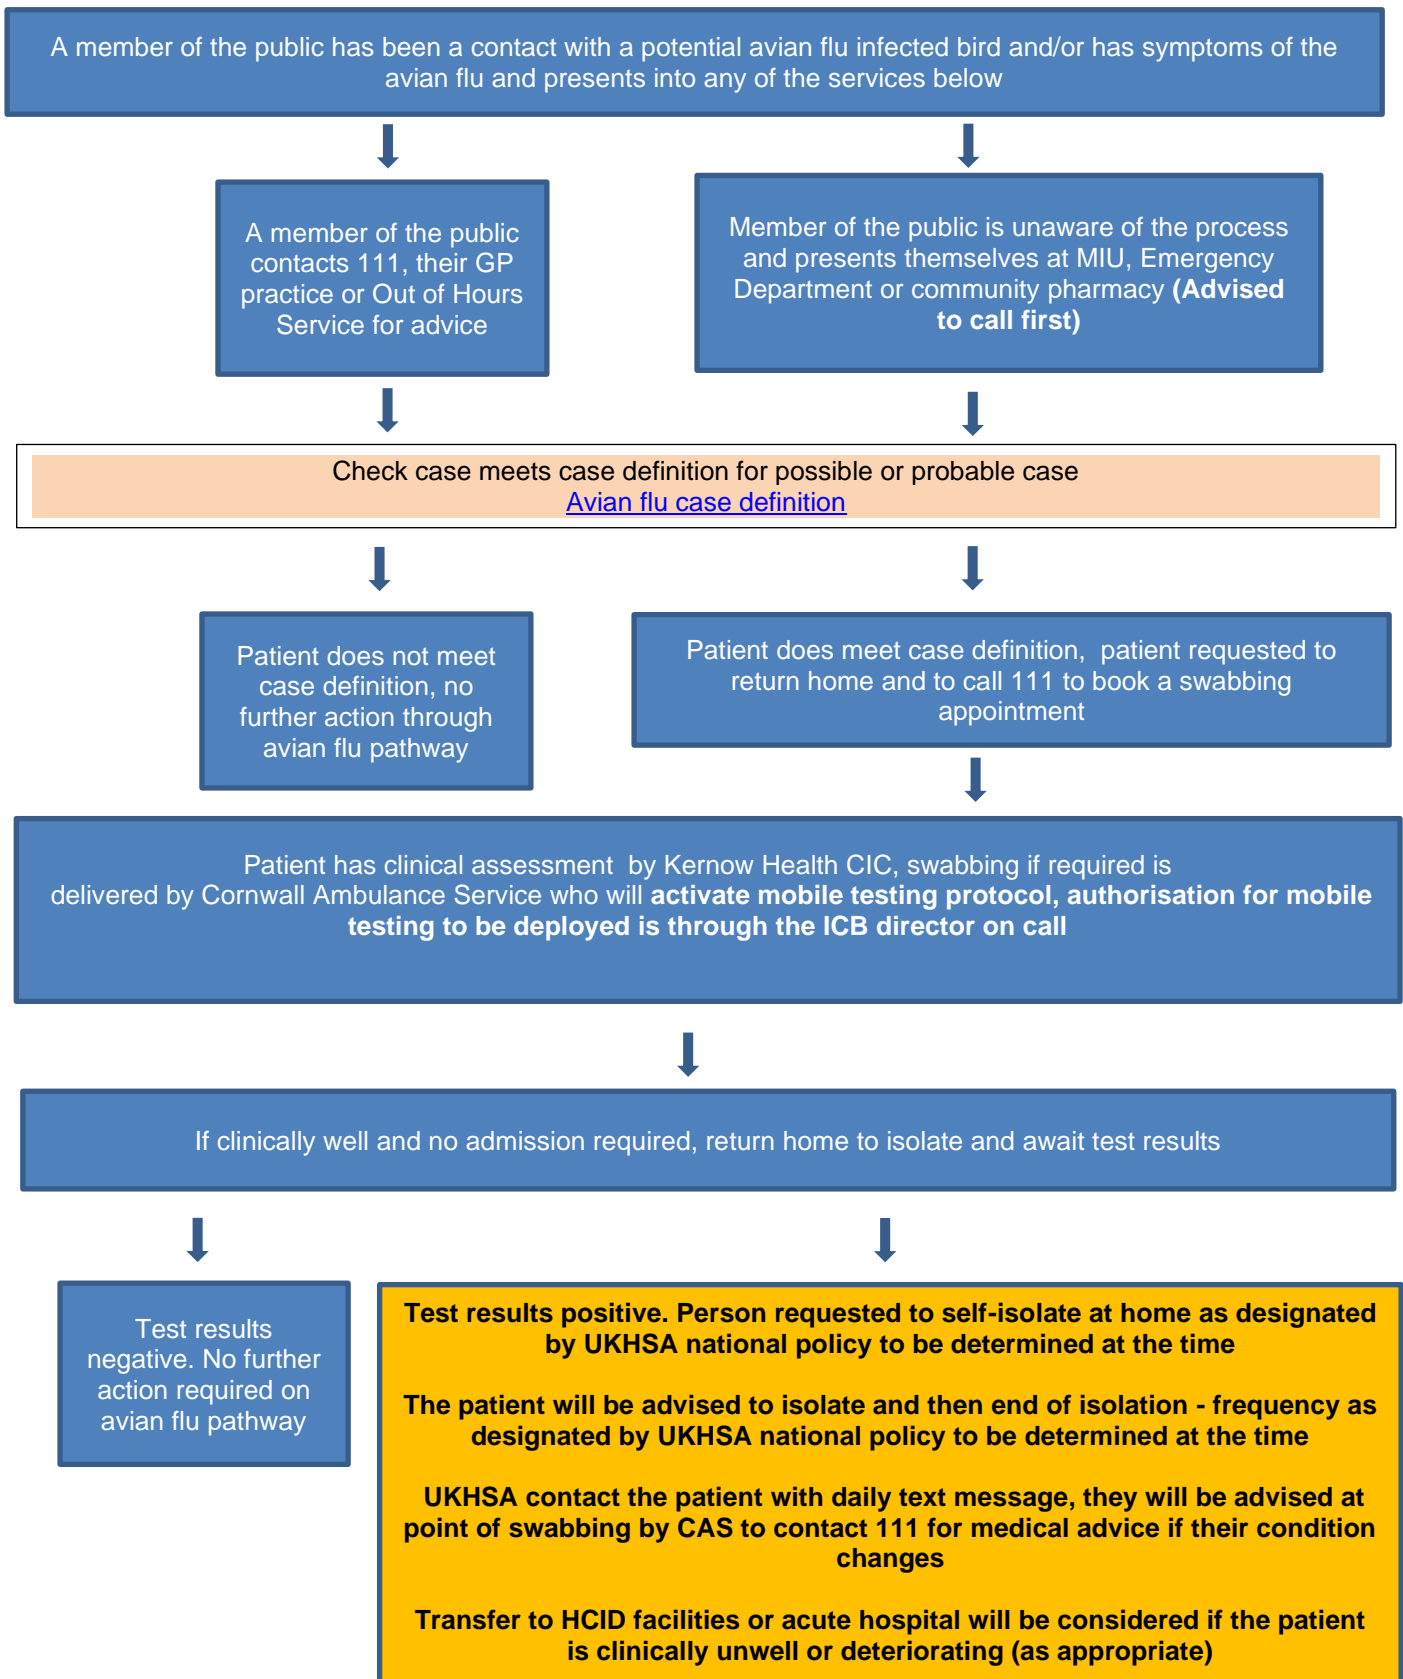 A member of the public has been a contact with a potential avian flu infected bird and/or has symptoms of the
avian flu and presents into any of the services below
A member of the public
contacts 111, their GP
practice or Out of Hours
Service for advice
Member of the public is unaware of the process
and presents themselves at MIU, Emergency
Department or community pharmacy (Advised
to call first)
Check case meets case definition for possible or probable case
Avian flu case definition
Patient does not meet
case definition, no
further action through
avian flu pathway
Patient does meet case definition, patient requested to
return home and to call 111 to book a swabbing
appointment
Patient has clinical assessment by Kernow Health CIC, swabbing if required is
delivered by Cornwall Ambulance Service who will activate mobile testing protocol, authorisation for mobile
testing to be deployed is through the ICB director on call
If clinically well and no admission required, return home to isolate and await test results
Test results
negative. No further
action required on
avian flu pathway
Test results positive. Person requested to self-isolate at home as designated
by UKHSA national policy to be determined at the time
The patient will be advised to isolate and then end of isolation - frequency as
designated by UKHSA national policy to be determined at the time
UKHSA contact the patient with daily text message, they will be advised at
point of swabbing by CAS to contact 111 for medical advice if their condition
changes
Transfer to HCID facilities or acute hospital will be considered if the patient
is clinically unwell or deteriorating (as appropriate)